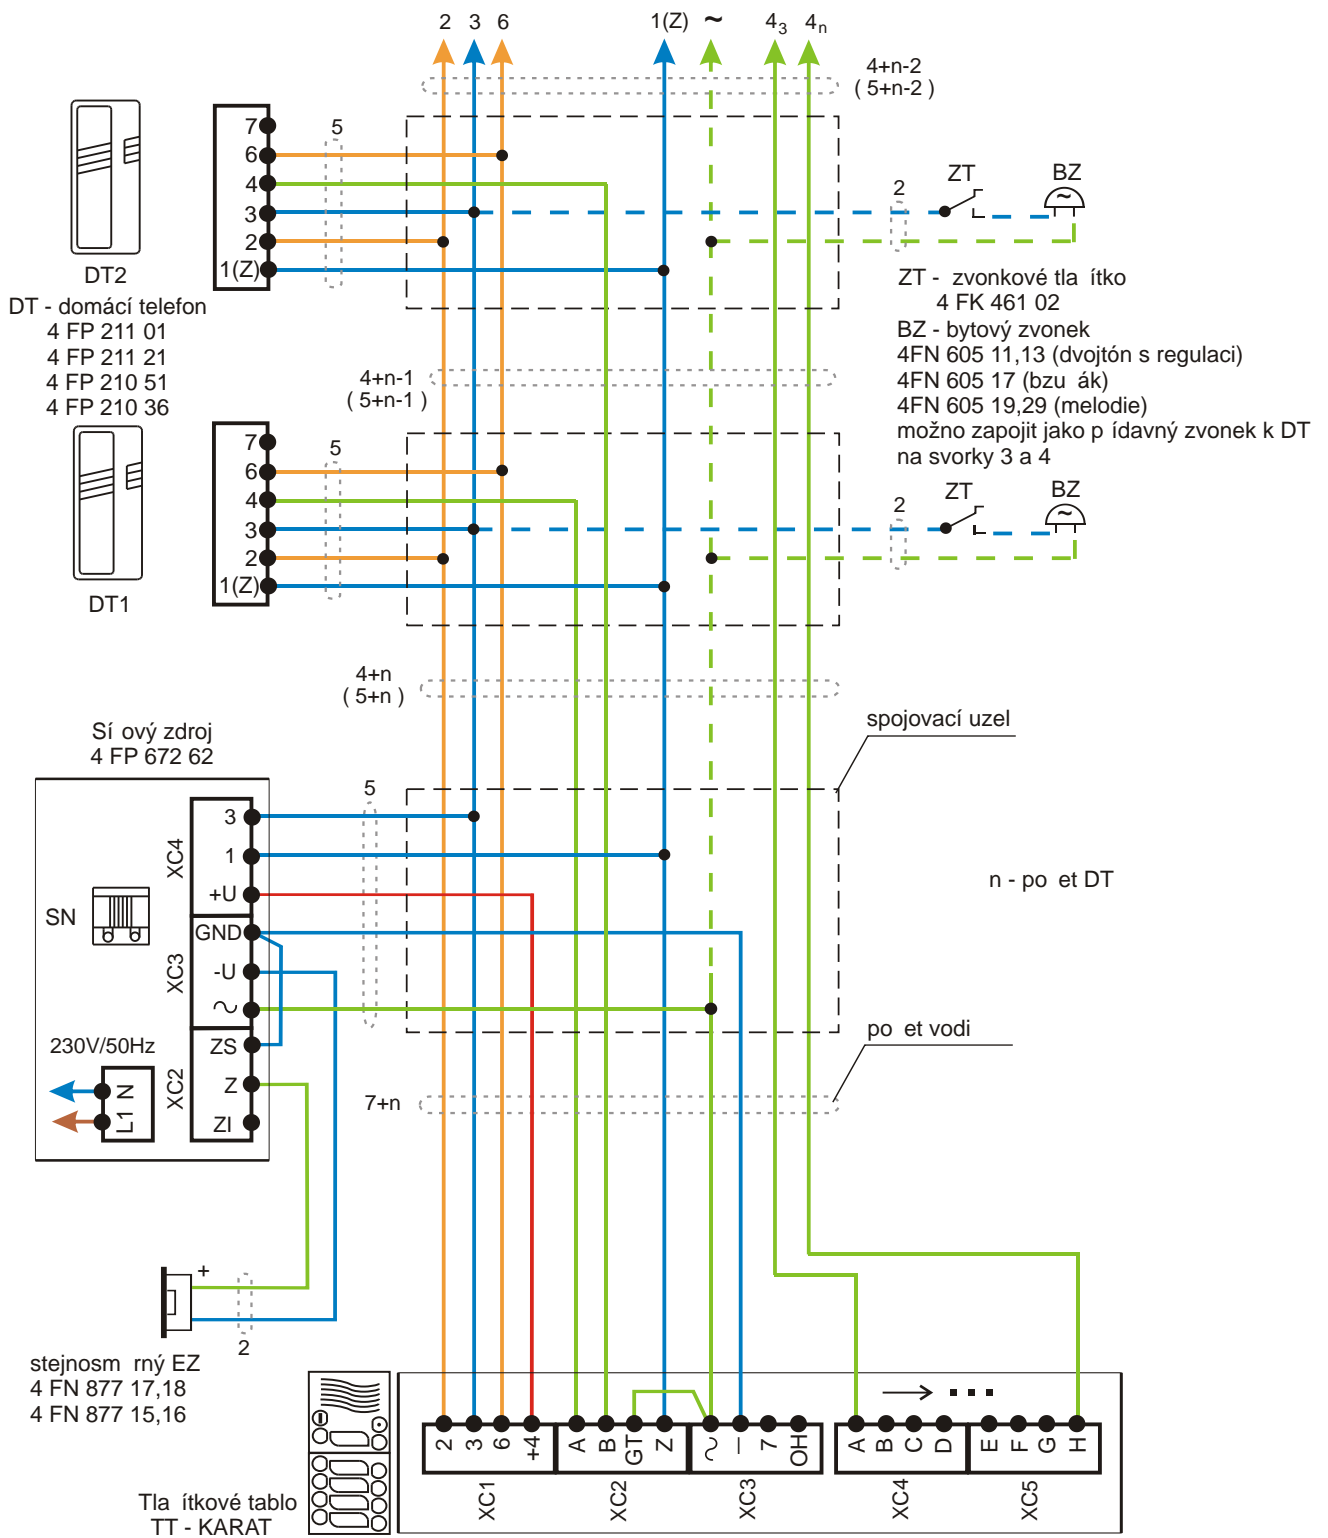 2 3 6 1(Z) ~ 4₃ 4ₙ
4+n-2
( 5+n-2 )
7
6
4
3
2
1(Z)
5
2
ZT
BZ
DT2
DT - domácí telefon
4 FP 211 01
4 FP 211 21
4 FP 210 51
4 FP 210 36
ZT - zvonkové tla ítko
4 FK 461 02
BZ - bytový zvonek
4FN 605 11,13 (dvojtón s regulaci)
4FN 605 17 (bzu ák)
4FN 605 19,29 (melodie)
možno zapojit jako p ídavný zvonek k DT
na svorky 3 a 4
4+n-1
( 5+n-1 )
7
6
4
3
2
1(Z)
5
2
ZT
BZ
DT1
4+n
( 5+n )
spojovací uzel
Sí ový zdroj
4 FP 672 62
5
XC4
3
1
+U
SN
XC3
GND
-U
~
n - po et DT
230V/50Hz
L1 N
XC2
ZS
Z
ZI
po et vodi
7+n
+
2
stejnosm rný EZ
4 FN 877 17,18
4 FN 877 15,16
2 3 6 +4 A B GT Z ~ – 7 OH A B C D E F G H
XC1 XC2 XC3 XC4 XC5
Tla ítkové tablo
TT - KARAT